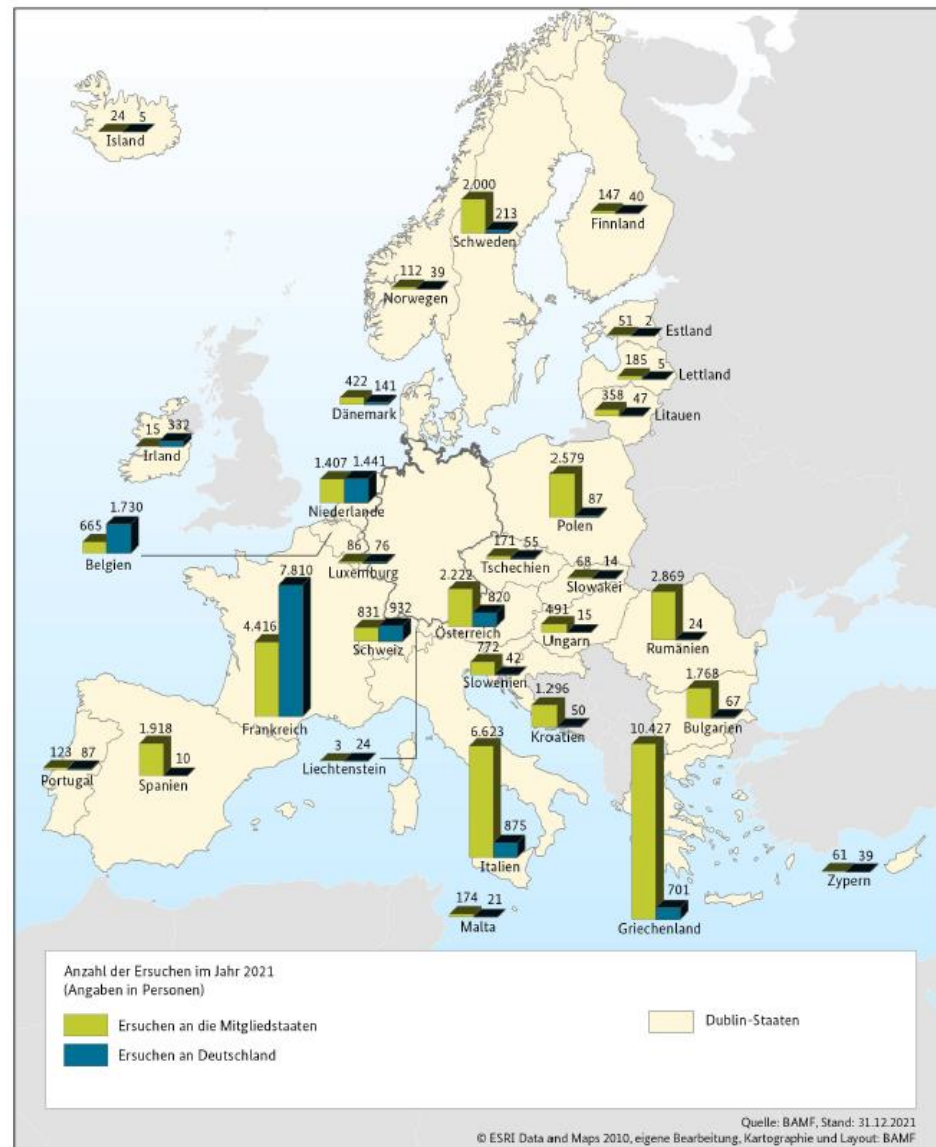 24 5
Island
2.000
213
Schweden
147 40
Finnland
112 39
Norwegen
51 2
Estland
185 5
Lettland
358 47
Litauen
422 141
Dänemark
15 332
Irland
1.407 1.441
Niederlande
2.579
87
Polen
665 1.730
Belgien
86 76
Luxemburg
171 55
Tschechien
68 14
Slowakei
4.416 7.810
Frankreich
831 932
Schweiz
2.222
820
Österreich
491 15
Ungarn
2.869
24
Rumänien
772 42
Slowenien
1.296
50
Kroatien
1.768
67
Bulgarien
123 87
Portugal
1.918
10
Spanien
3 24
Liechtenstein
6.623
875
Italien
10.427
701
Griechenland
61 39
Zypern
174 21
Malta
Anzahl der Ersuchen im Jahr 2021
(Angaben in Personen)
Ersuchen an die Mitgliedstaaten
Ersuchen an Deutschland
Dublin-Staaten
Quelle: BAMF, Stand: 31.12.2021
© ESRI Data and Maps 2010, eigene Bearbeitung, Kartographie und Layout: BAMF